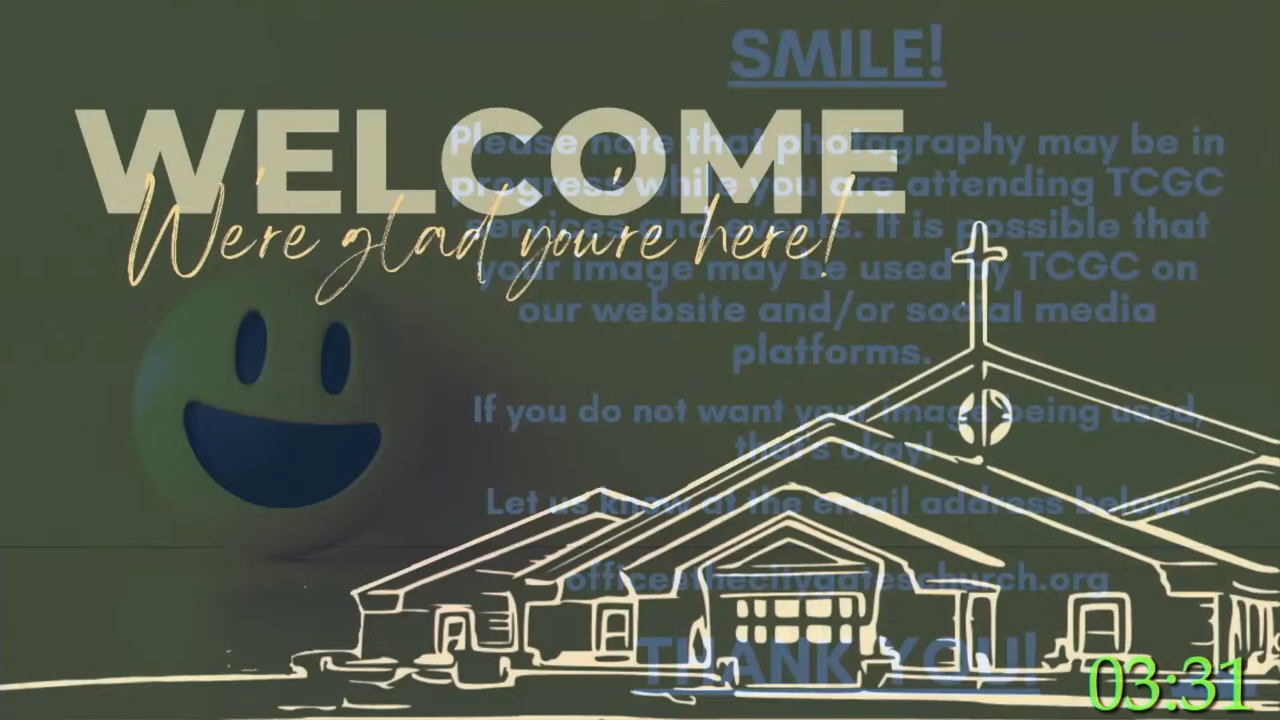 SMILE!
WELCOME
We're glad you're here!
Please note that photography may be in
progress while you are attending TCGC
services and events. It is possible that
your image may be used by TCGC on
our website and/or social media
platforms.
If you do not want your image being used,
that's okay!
Let us know at the email address below:
office@thecitygateschurch.org
THANK YOU!
03:31